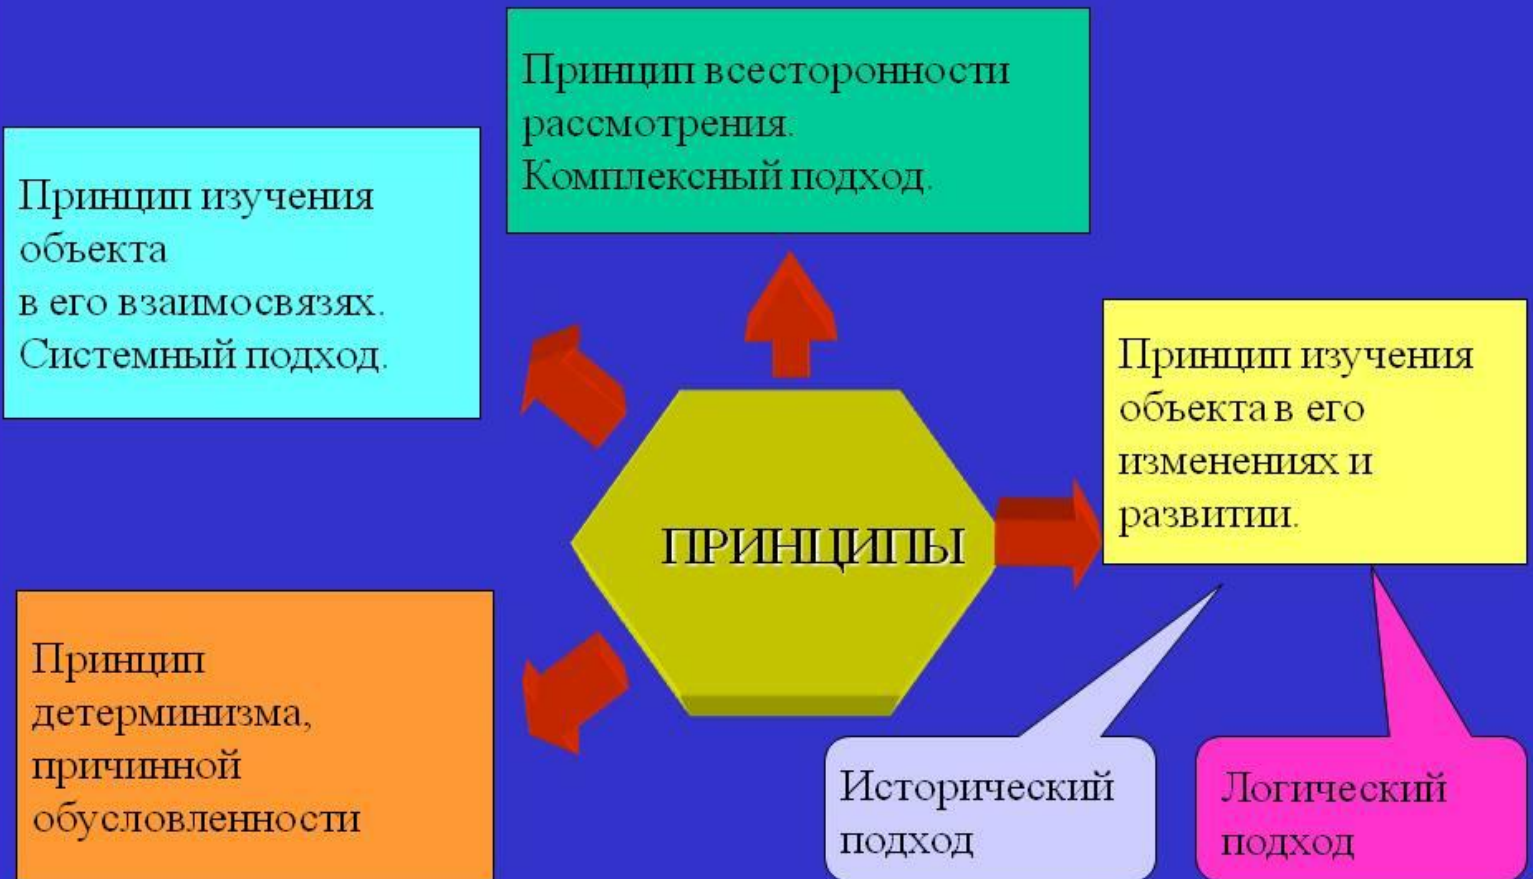 Принцип всесторонности
рассмотрения.
Комплексный подход.
Принцип изучения
объекта
в его взаимосвязях.
Системный подход.
Принцип изучения
объекта в его
изменениях и
развитии.
ПРИНЦИПЫ
Принцип
детерминизма,
причинной
обусловленности
Исторический
подход
Логический
подход